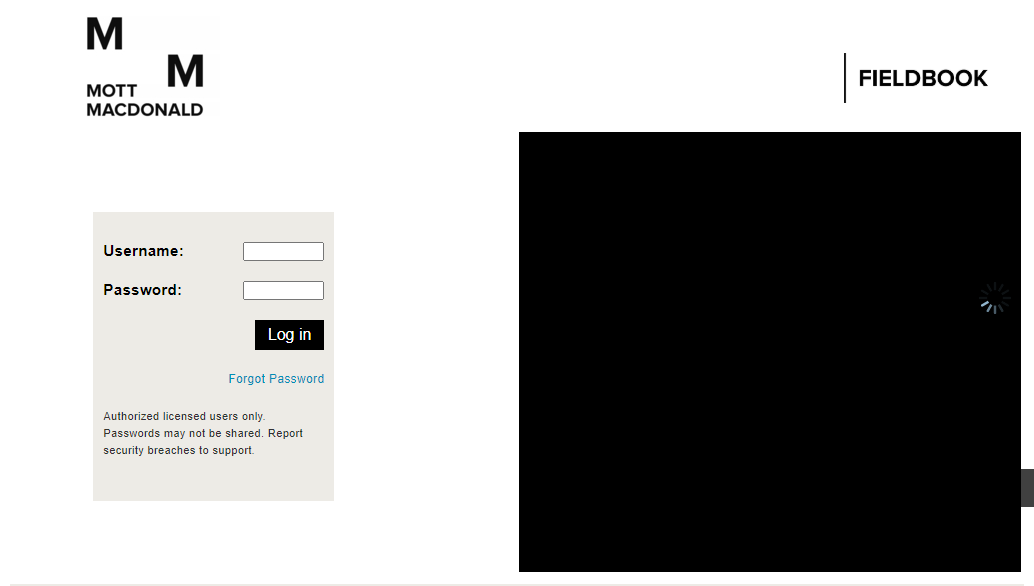 M
M
MOTT
MACDONALD
FIELDBOOK
Username:
Password:
Log in
Forgot Password
Authorized licensed users only.
Passwords may not be shared. Report
security breaches to support.